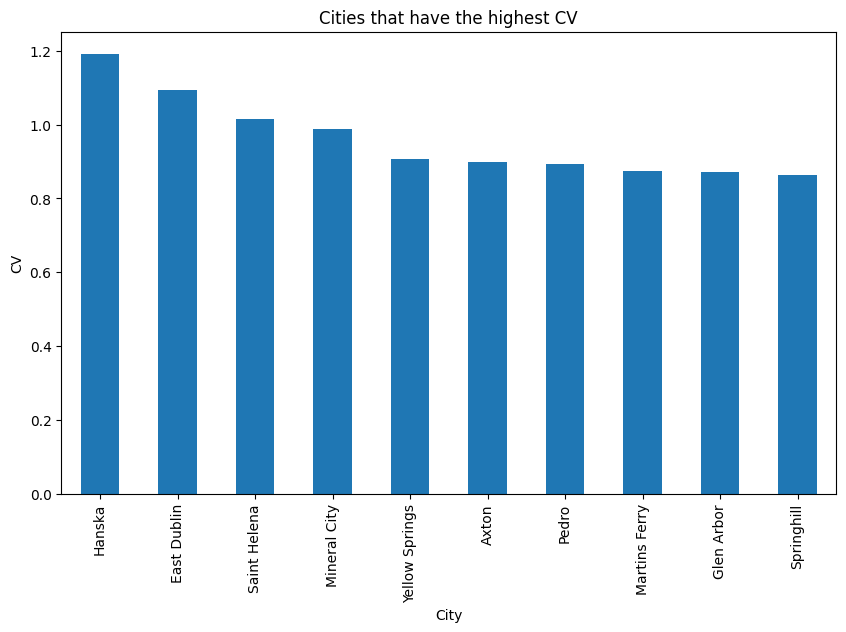 Cities that have the highest CV
1.2
1.0
0.8
0.6
0.4
0.2
0.0
CV
Hanska
East Dublin
Saint Helena
Mineral City
Yellow Springs
Axton
Pedro
Martins Ferry
Glen Arbor
Springhill
City